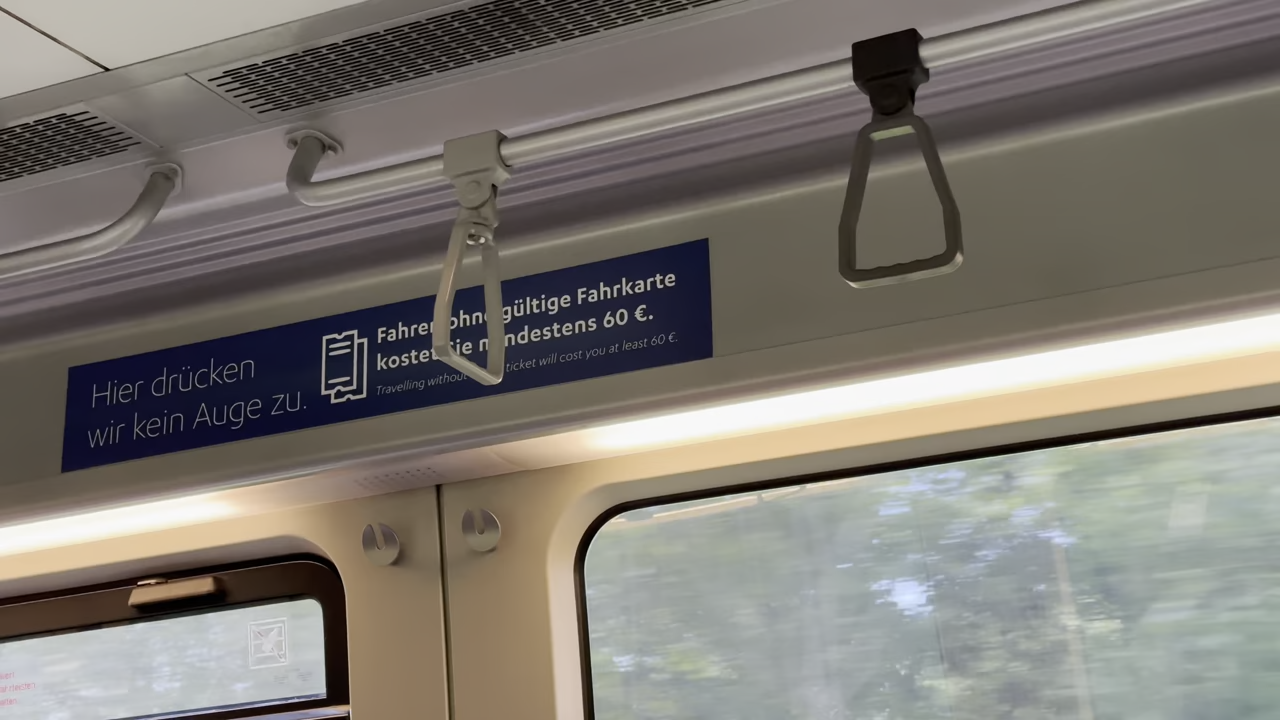 Hier drücken
wir kein Auge zu.
Fahren ohne gültige Fahrkarte
kostet Sie mindestens 60 €.
Travelling without ticket will cost you at least 60 €.